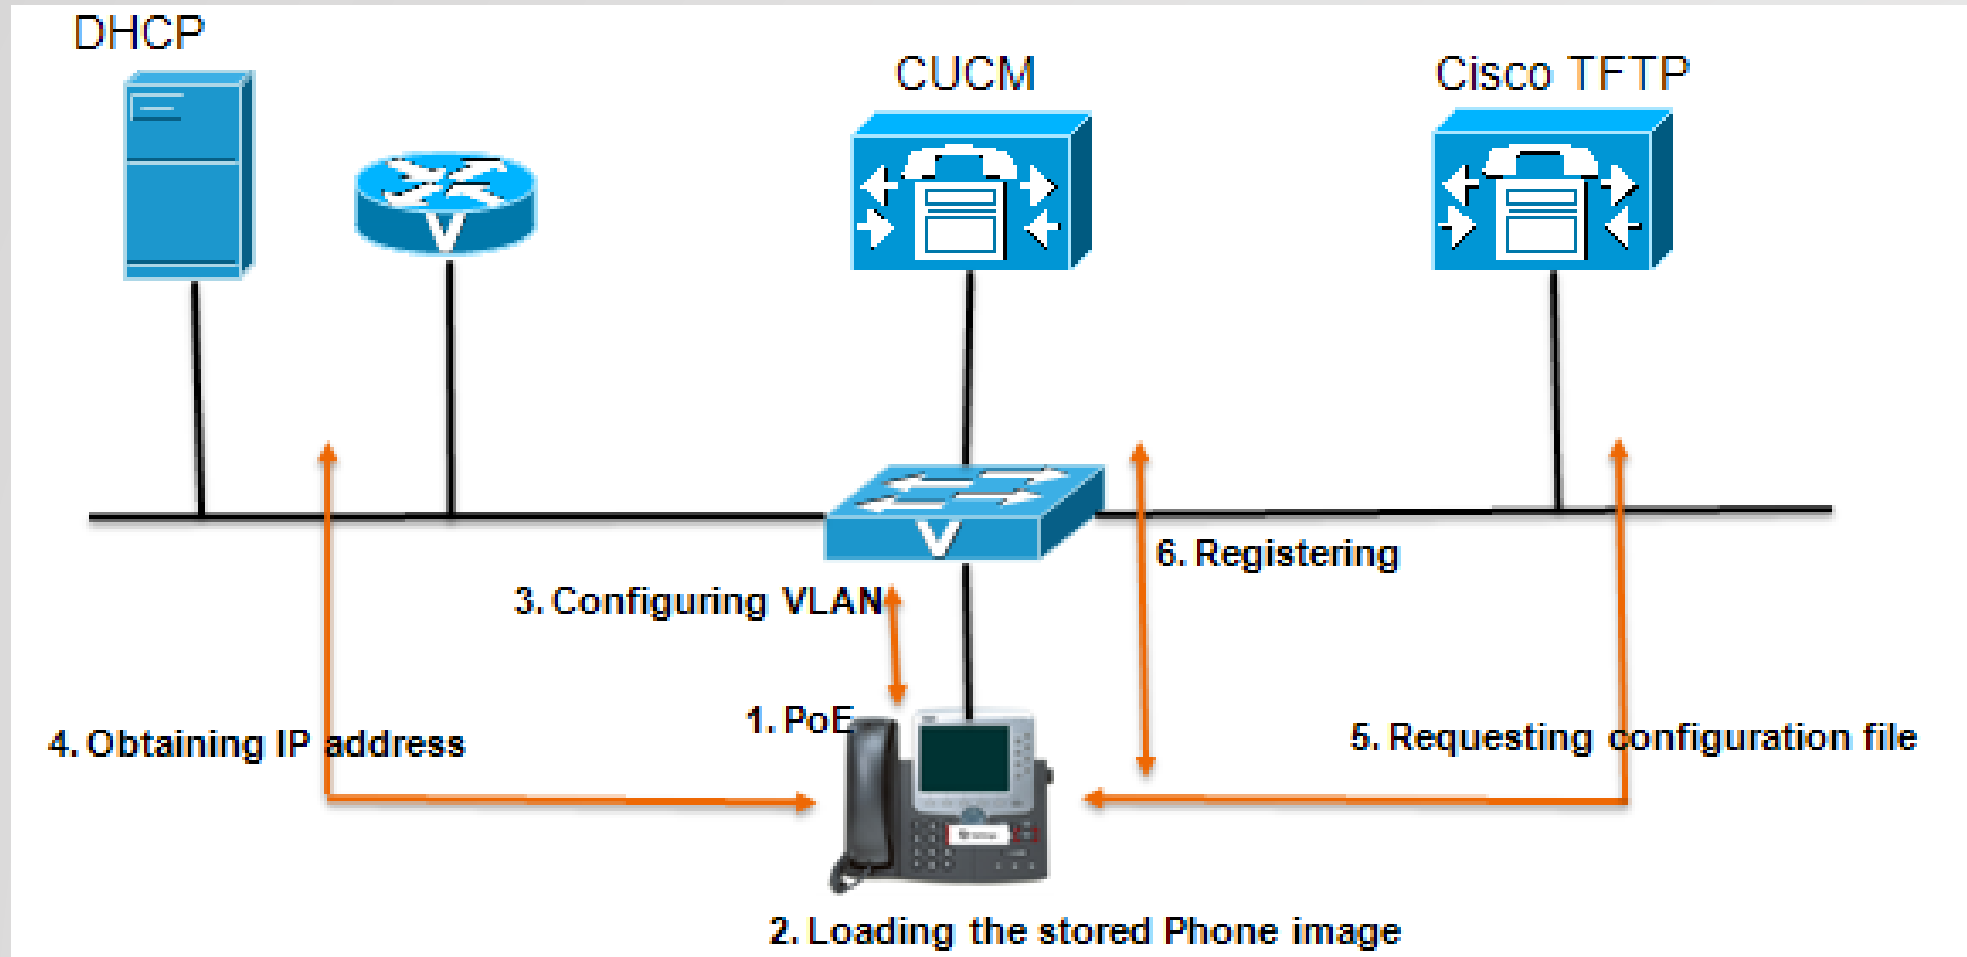 DHCP
CUCM
Cisco TFTP
V
V
6. Registering
3. Configuring VLAN
1. PoE
4. Obtaining IP address
5. Requesting configuration file
2. Loading the stored Phone image